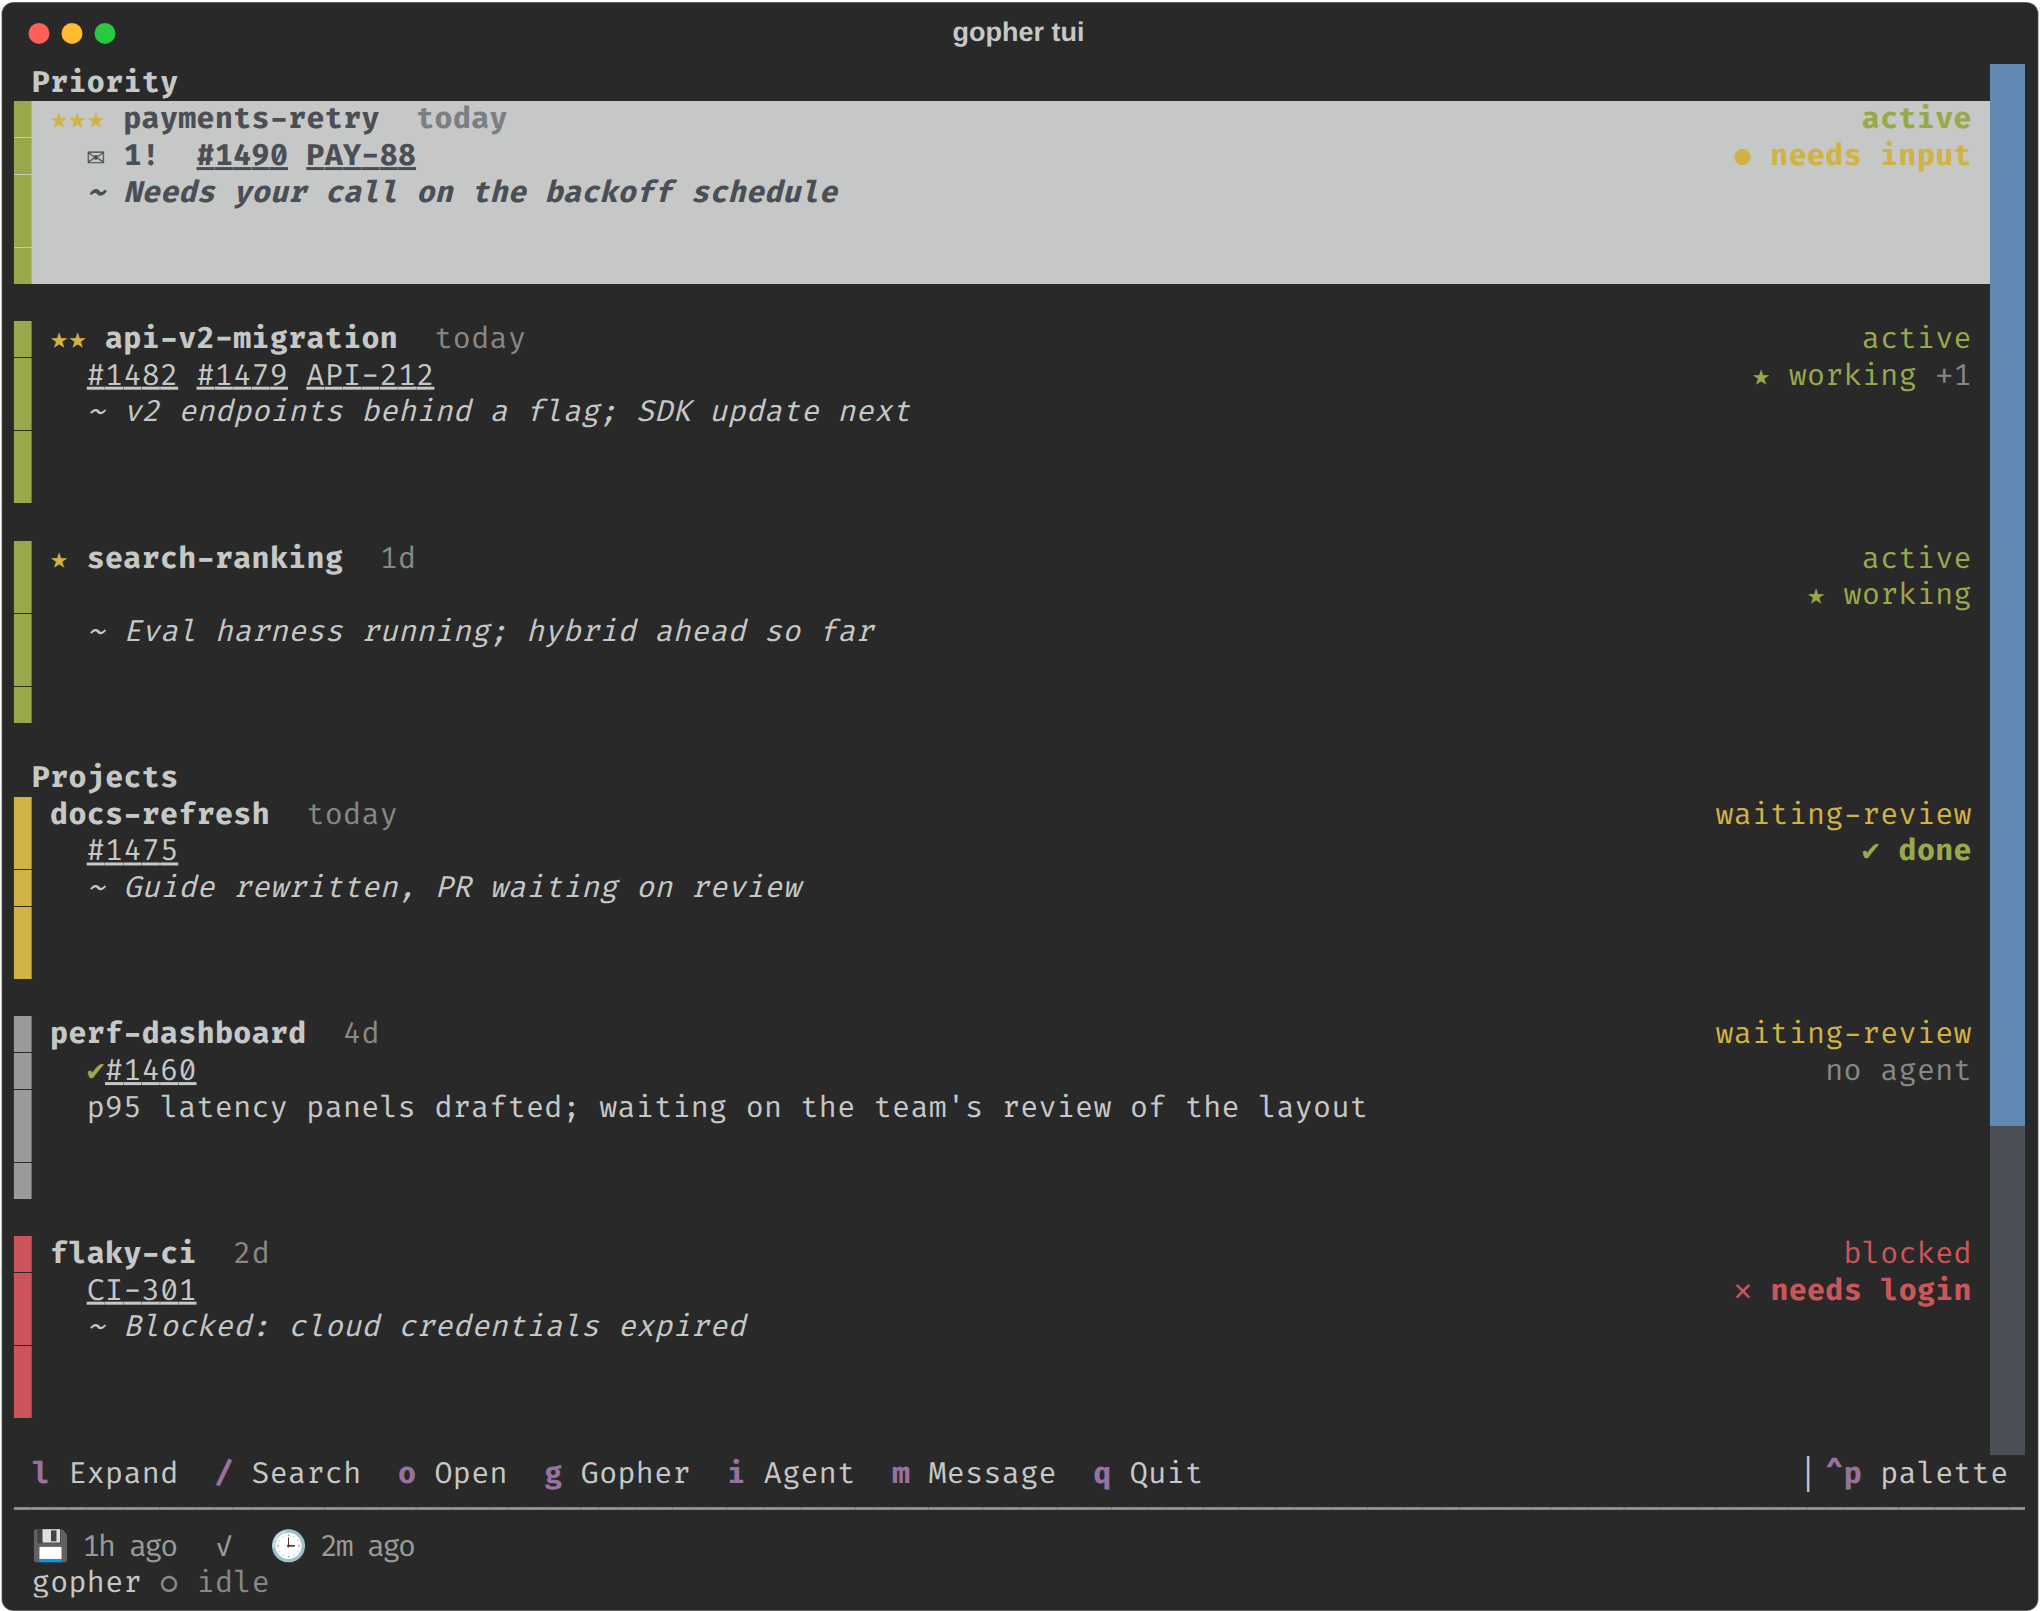 gopher tui
Priority
★★★ payments-retry today active
✉ 1! #1490 PAY-88 ● needs input
~ Needs your call on the backoff schedule
★★ api-v2-migration today active
#1482 #1479 API-212 ★ working +1
~ v2 endpoints behind a flag; SDK update next
★ search-ranking 1d active
★ working
~ Eval harness running; hybrid ahead so far
Projects
docs-refresh today waiting-review
#1475 ✔ done
~ Guide rewritten, PR waiting on review
perf-dashboard 4d waiting-review
✔#1460 no agent
p95 latency panels drafted; waiting on the team's review of the layout
flaky-ci 2d blocked
CI-301 ✕ needs login
~ Blocked: cloud credentials expired
l Expand / Search o Open g Gopher i Agent m Message q Quit │ ^p palette
💾 1h ago √ 🕒 2m ago
gopher ○ idle